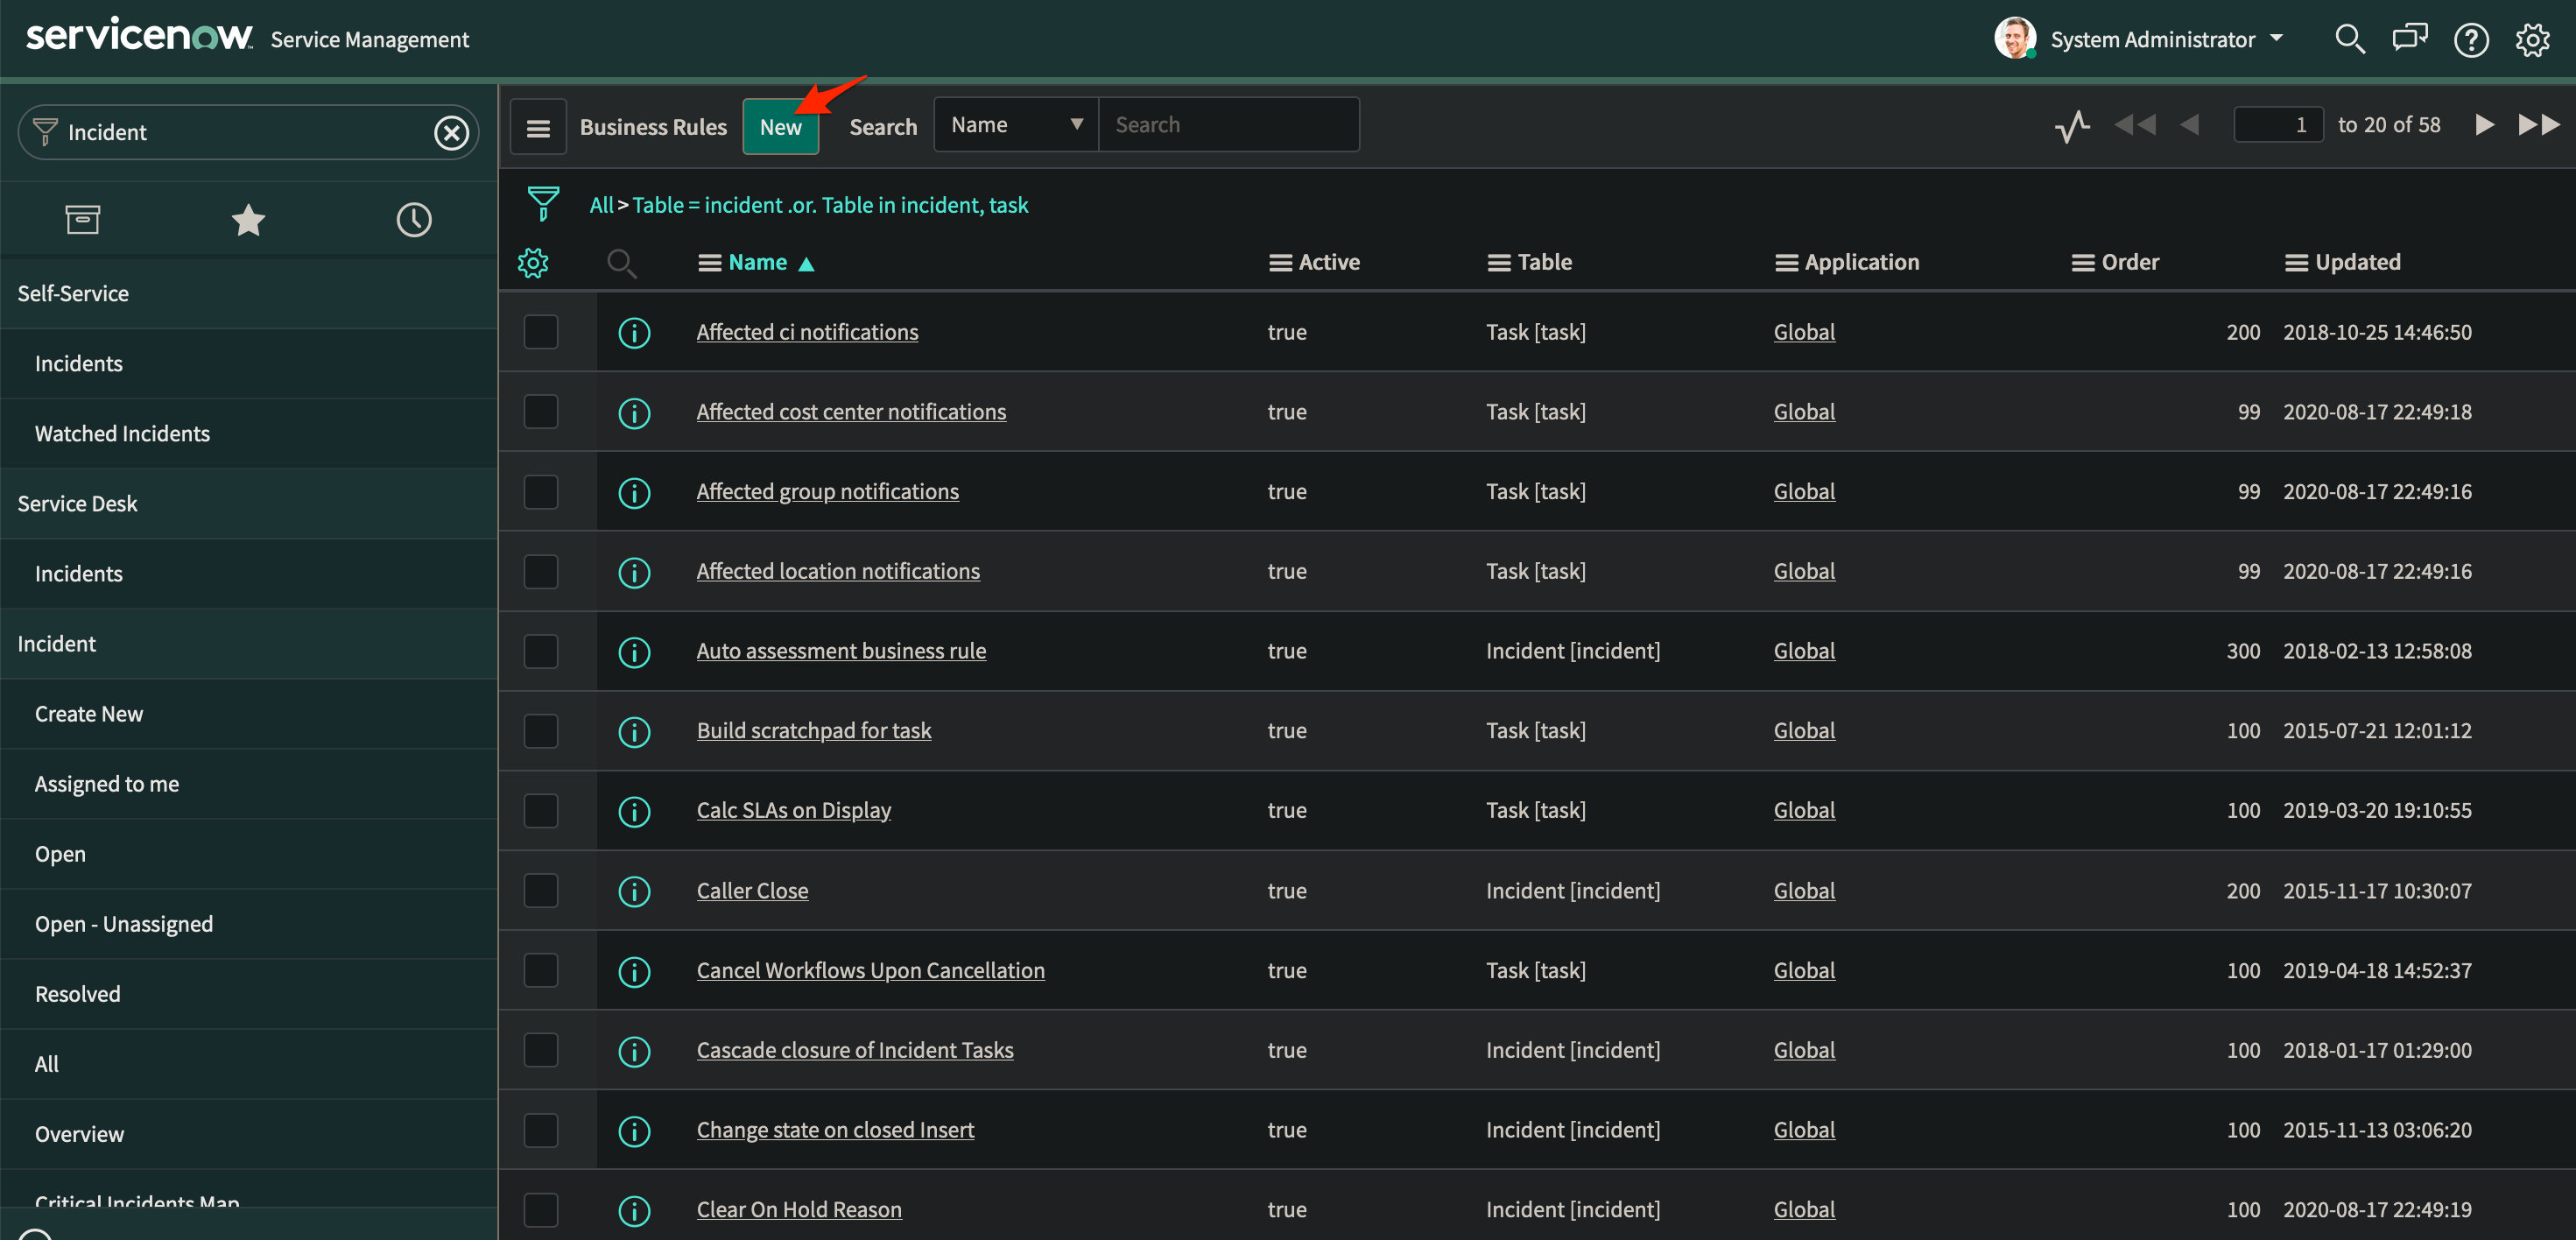 servicenow™ Service Management
System Administrator
Incident
Business Rules New Search Name Search 1 to 20 of 58
All > Table = incident .or. Table in incident, task
Name Active Table Application Order Updated
Self-Service
Incidents
Watched Incidents
Service Desk
Incidents
Incident
Create New
Assigned to me
Open
Open - Unassigned
Resolved
All
Overview
Critical Incidents Map
Affected ci notifications true Task [task] Global 200 2018-10-25 14:46:50
Affected cost center notifications true Task [task] Global 99 2020-08-17 22:49:18
Affected group notifications true Task [task] Global 99 2020-08-17 22:49:16
Affected location notifications true Task [task] Global 99 2020-08-17 22:49:16
Auto assessment business rule true Incident [incident] Global 300 2018-02-13 12:58:08
Build scratchpad for task true Task [task] Global 100 2015-07-21 12:01:12
Calc SLAs on Display true Task [task] Global 100 2019-03-20 19:10:55
Caller Close true Incident [incident] Global 200 2015-11-17 10:30:07
Cancel Workflows Upon Cancellation true Task [task] Global 100 2019-04-18 14:52:37
Cascade closure of Incident Tasks true Incident [incident] Global 100 2018-01-17 01:29:00
Change state on closed Insert true Incident [incident] Global 100 2015-11-13 03:06:20
Clear On Hold Reason true Incident [incident] Global 100 2020-08-17 22:49:19